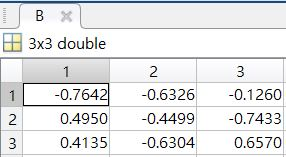 B
3x3 double
1 2 3
1 -0.7642 -0.6326 -0.1260
2 0.4950 -0.4499 -0.7433
3 0.4135 -0.6304 0.6570